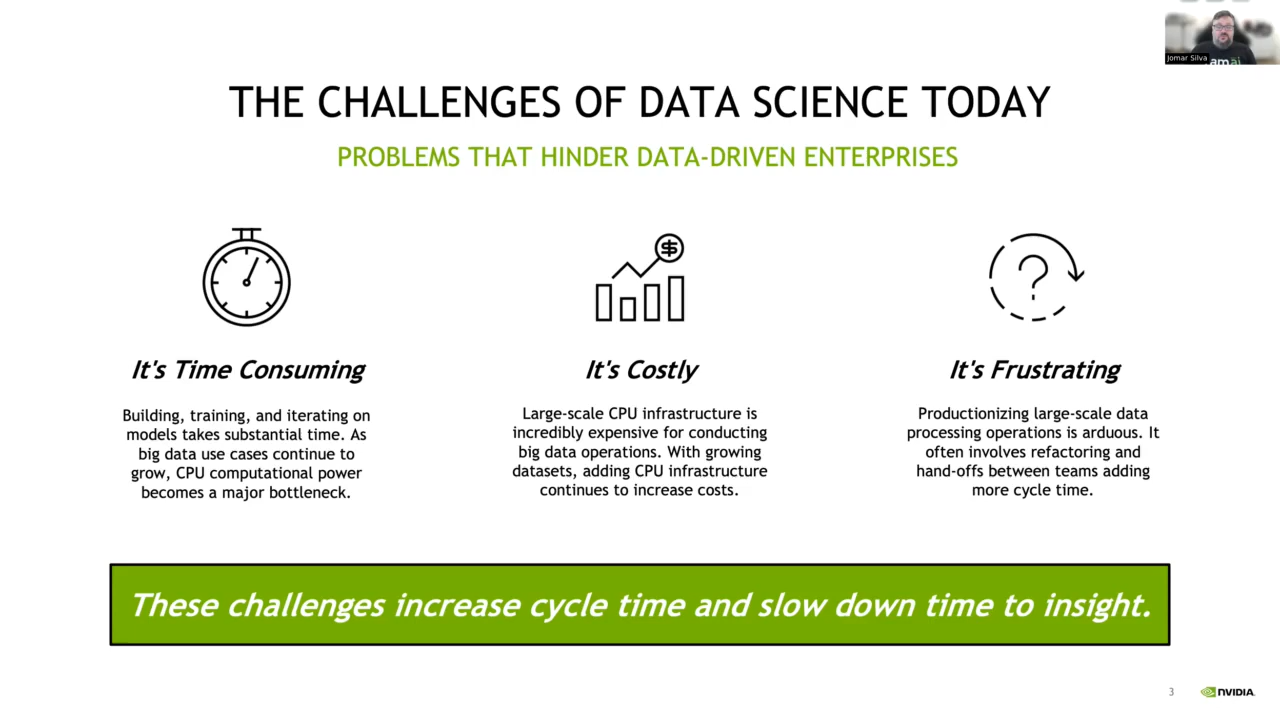 Jomar Silva
THE CHALLENGES OF DATA SCIENCE TODAY
PROBLEMS THAT HINDER DATA-DRIVEN ENTERPRISES
It's Time Consuming
Building, training, and iterating on
models takes substantial time. As
big data use cases continue to
grow, CPU computational power
becomes a major bottleneck.
It's Costly
Large-scale CPU infrastructure is
incredibly expensive for conducting
big data operations. With growing
datasets, adding CPU infrastructure
continues to increase costs.
It's Frustrating
Productionizing large-scale data
processing operations is arduous. It
often involves refactoring and
hand-offs between teams adding
more cycle time.
These challenges increase cycle time and slow down time to insight.
3
NVIDIA.